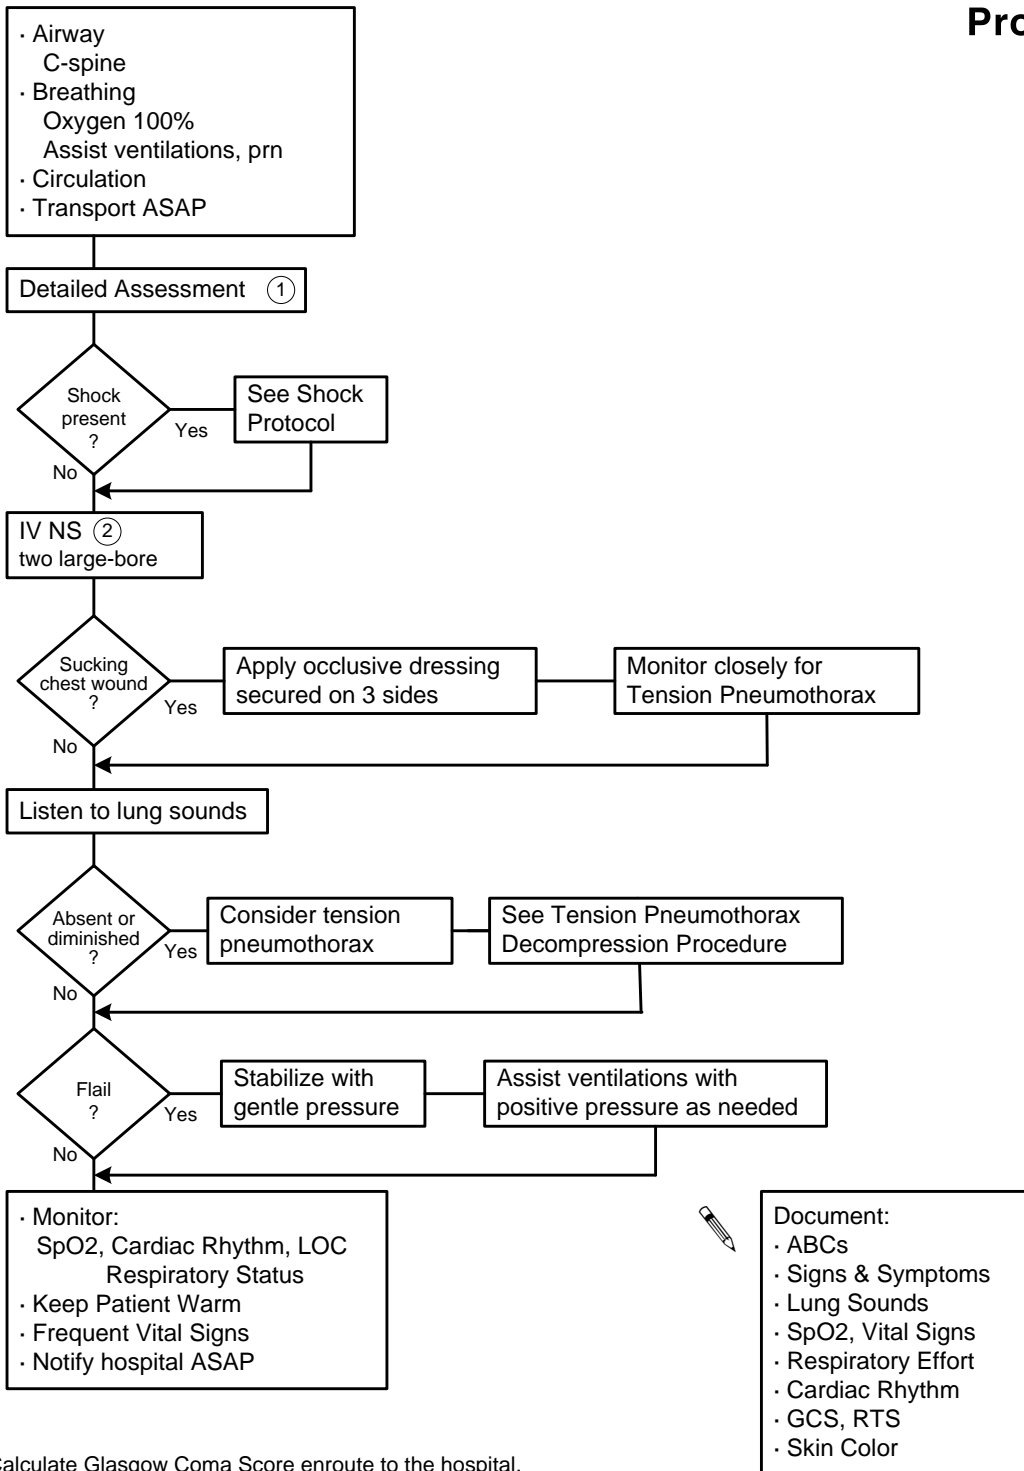 Pro
· Airway
C-spine
· Breathing
Oxygen 100%
Assist ventilations, prn
· Circulation
· Transport ASAP
Detailed Assessment 1
Shock
present
?
Yes
No
See Shock
Protocol
IV NS 2
two large-bore
Sucking
chest wound
?
Yes
No
Apply occlusive dressing
secured on 3 sides
Monitor closely for
Tension Pneumothorax
Listen to lung sounds
Absent or
diminished
?
Yes
No
Consider tension
pneumothorax
See Tension Pneumothorax
Decompression Procedure
Flail
?
Yes
No
Stabilize with
gentle pressure
Assist ventilations with
positive pressure as needed
· Monitor:
SpO2, Cardiac Rhythm, LOC
Respiratory Status
· Keep Patient Warm
· Frequent Vital Signs
· Notify hospital ASAP
Document:
· ABCs
· Signs & Symptoms
· Lung Sounds
· SpO2, Vital Signs
· Respiratory Effort
· Cardiac Rhythm
· GCS, RTS
· Skin Color
Calculate Glasgow Coma Score enroute to the hospital.